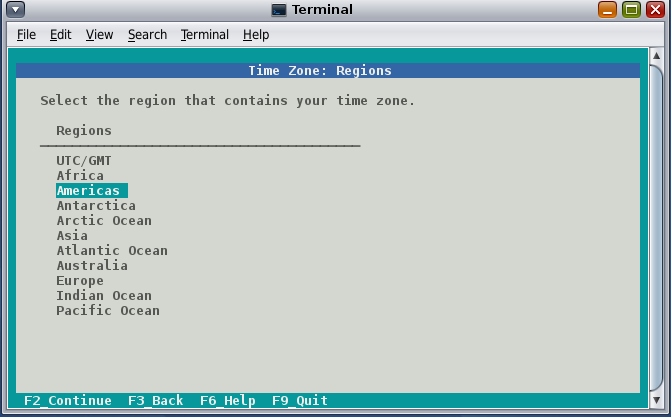 Terminal
File Edit View Search Terminal Help
Time Zone: Regions
Select the region that contains your time zone.
Regions
UTC/GMT
Africa
Americas
Antarctica
Arctic Ocean
Asia
Atlantic Ocean
Australia
Europe
Indian Ocean
Pacific Ocean
F2_Continue F3_Back F6_Help F9_Quit